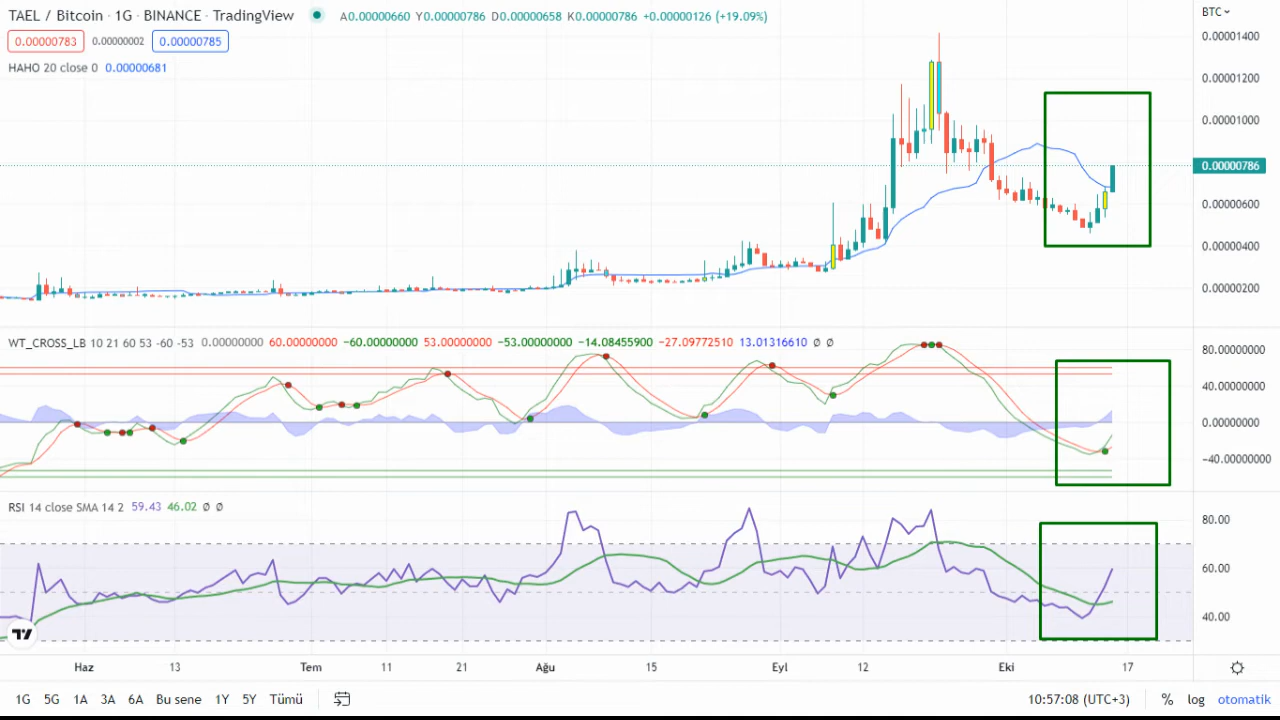 TAEL / Bitcoin · 1G · BINANCE · TradingView A0.00000660 Y0.00000786 D0.00000658 K0.00000786 +0.00000126 (+19.09%) BTC
0.00000783 0.00000002 0.00000785
HAHO 20 close 0 0.00000681
0.00001400
0.00001200
0.00001000
0.00000786
0.00000600
0.00000400
0.00000200
WT_CROSS_LB 10 21 60 53 -60 -53 0.00000000 60.00000000 −60.00000000 53.00000000 −53.00000000 −14.08455900 −27.09772510 13.01316610 ∅ ∅
80.00000000
40.00000000
0.00000000
−40.00000000
RSI 14 close SMA 14 2 59.43 46.02 ∅ ∅
80.00
60.00
40.00
Haz 13 Tem 11 21 Ağu 15 Eyl 12 Eki 17
1G 5G 1A 3A 6A Bu sene 1Y 5Y Tümü 10:57:08 (UTC+3) % log otomatik